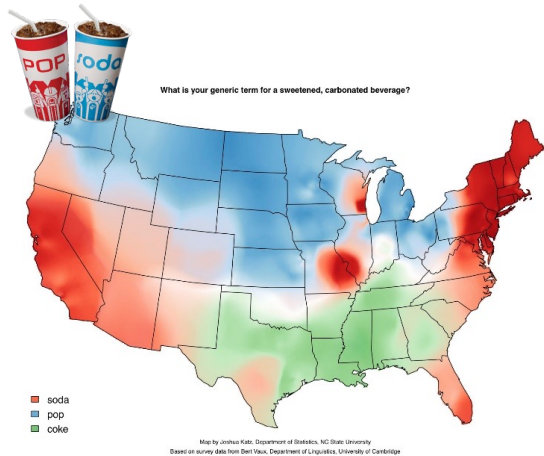 POP
soda
What is your generic term for a sweetened, carbonated beverage?
soda
pop
coke
Map by Joshua Katz, Department of Statistics, NC State University
Based on survey data from Bert Vaux, Department of Linguistics, University of Cambridge